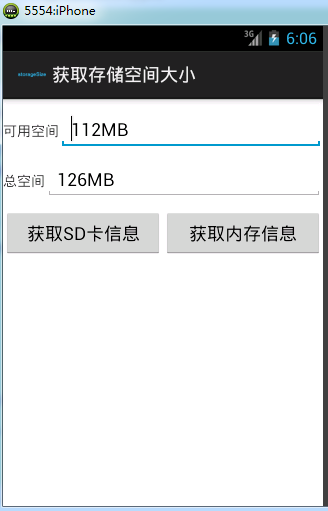 5554:iPhone
3G 6:06
storageSize 获取存储空间大小
可用空间 112MB
总空间 126MB
获取SD卡信息 获取内存信息